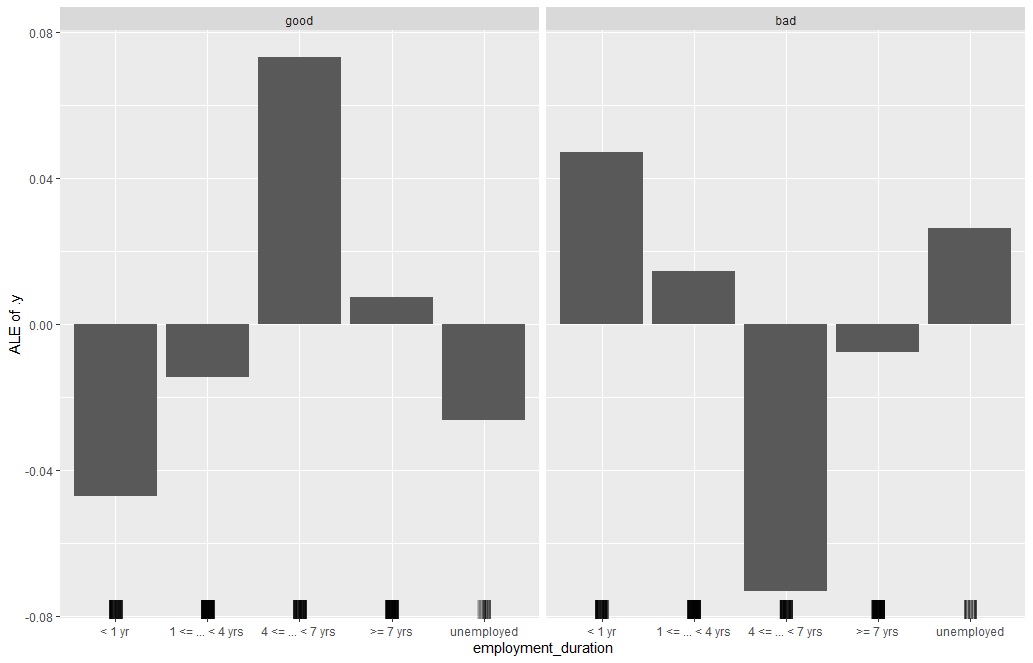 good bad
0.08
0.04
0.00
-0.04
-0.08
ALE of .y
< 1 yr 1 <= ... < 4 yrs 4 <= ... < 7 yrs >= 7 yrs unemployed < 1 yr 1 <= ... < 4 yrs 4 <= ... < 7 yrs >= 7 yrs unemployed
employment_duration